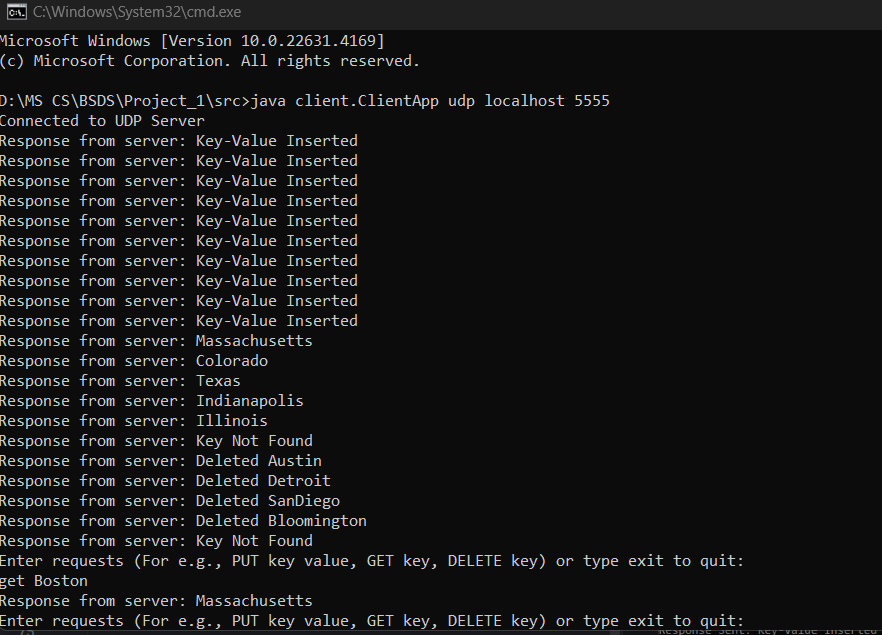 C:\Windows\System32\cmd.exe
Microsoft Windows [Version 10.0.22631.4169]
(c) Microsoft Corporation. All rights reserved.
D:\MS CS\BSDS\Project_1\src>java client.ClientApp udp localhost 5555
Connected to UDP Server
Response from server: Key-Value Inserted
Response from server: Key-Value Inserted
Response from server: Key-Value Inserted
Response from server: Key-Value Inserted
Response from server: Key-Value Inserted
Response from server: Key-Value Inserted
Response from server: Key-Value Inserted
Response from server: Key-Value Inserted
Response from server: Key-Value Inserted
Response from server: Key-Value Inserted
Response from server: Massachusetts
Response from server: Colorado
Response from server: Texas
Response from server: Indianapolis
Response from server: Illinois
Response from server: Key Not Found
Response from server: Deleted Austin
Response from server: Deleted Detroit
Response from server: Deleted SanDiego
Response from server: Deleted Bloomington
Response from server: Key Not Found
Enter requests (For e.g., PUT key value, GET key, DELETE key) or type exit to quit:
get Boston
Response from server: Massachusetts
Enter requests (For e.g., PUT key value, GET key, DELETE key) or type exit to quit:
Response Sent: Key-Value Inserted